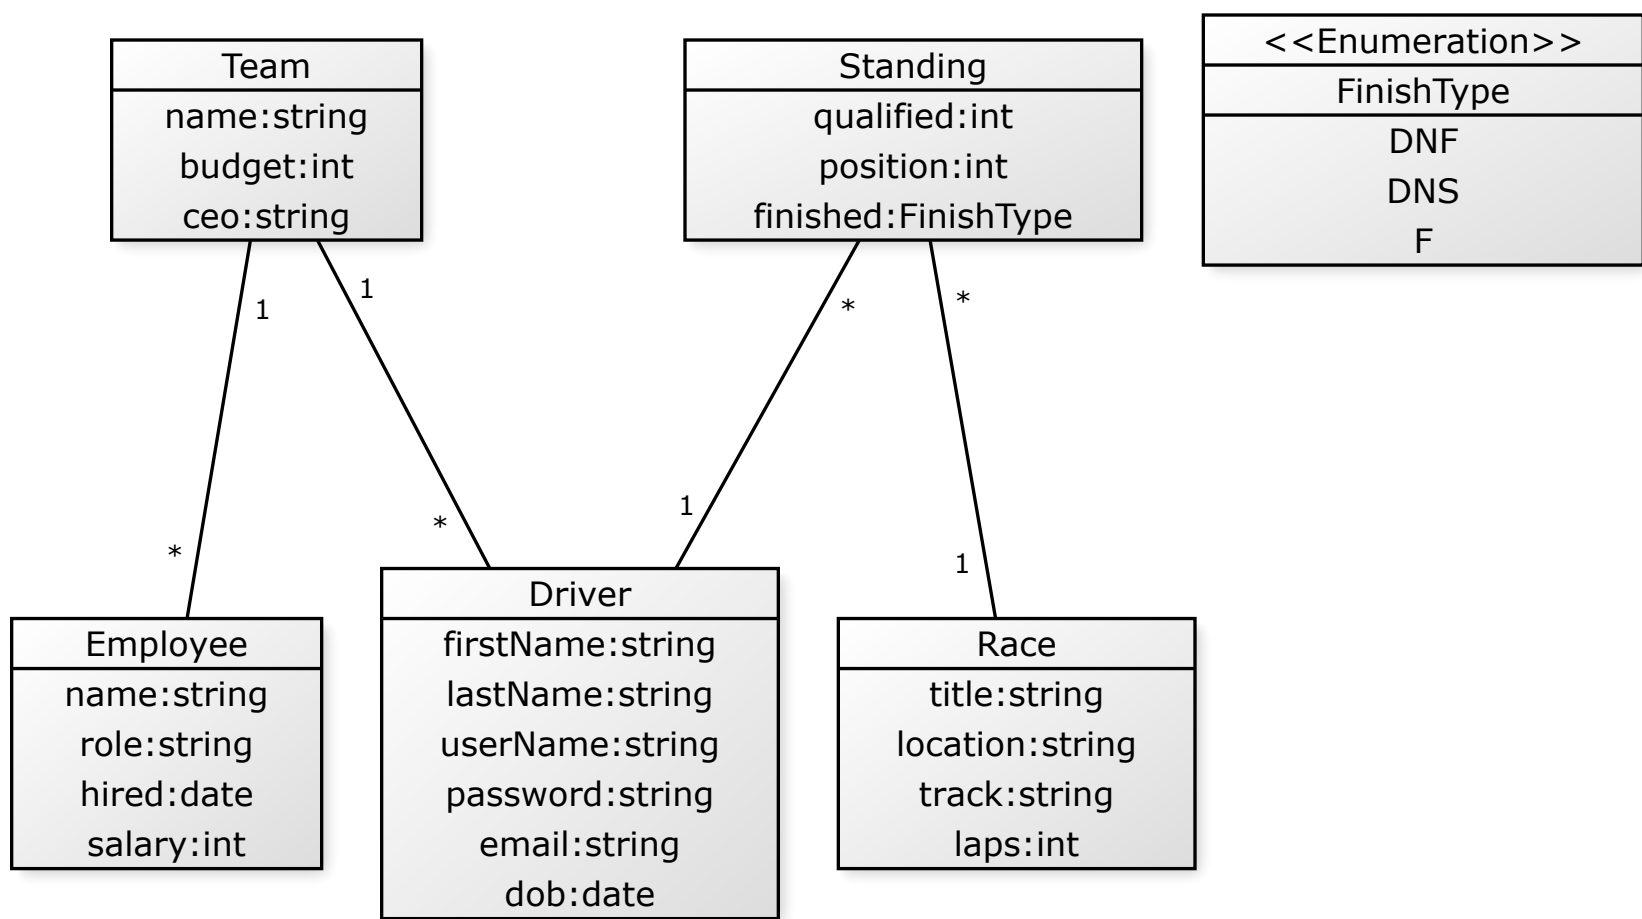 Team
name:string
budget:int
ceo:string
Standing
qualified:int
position:int
finished:FinishType
<<Enumeration>>
FinishType
DNF
DNS
F
1
1
*
*
*
*
1
1
Employee
name:string
role:string
hired:date
salary:int
Driver
firstName:string
lastName:string
userName:string
password:string
email:string
dob:date
Race
title:string
location:string
track:string
laps:int